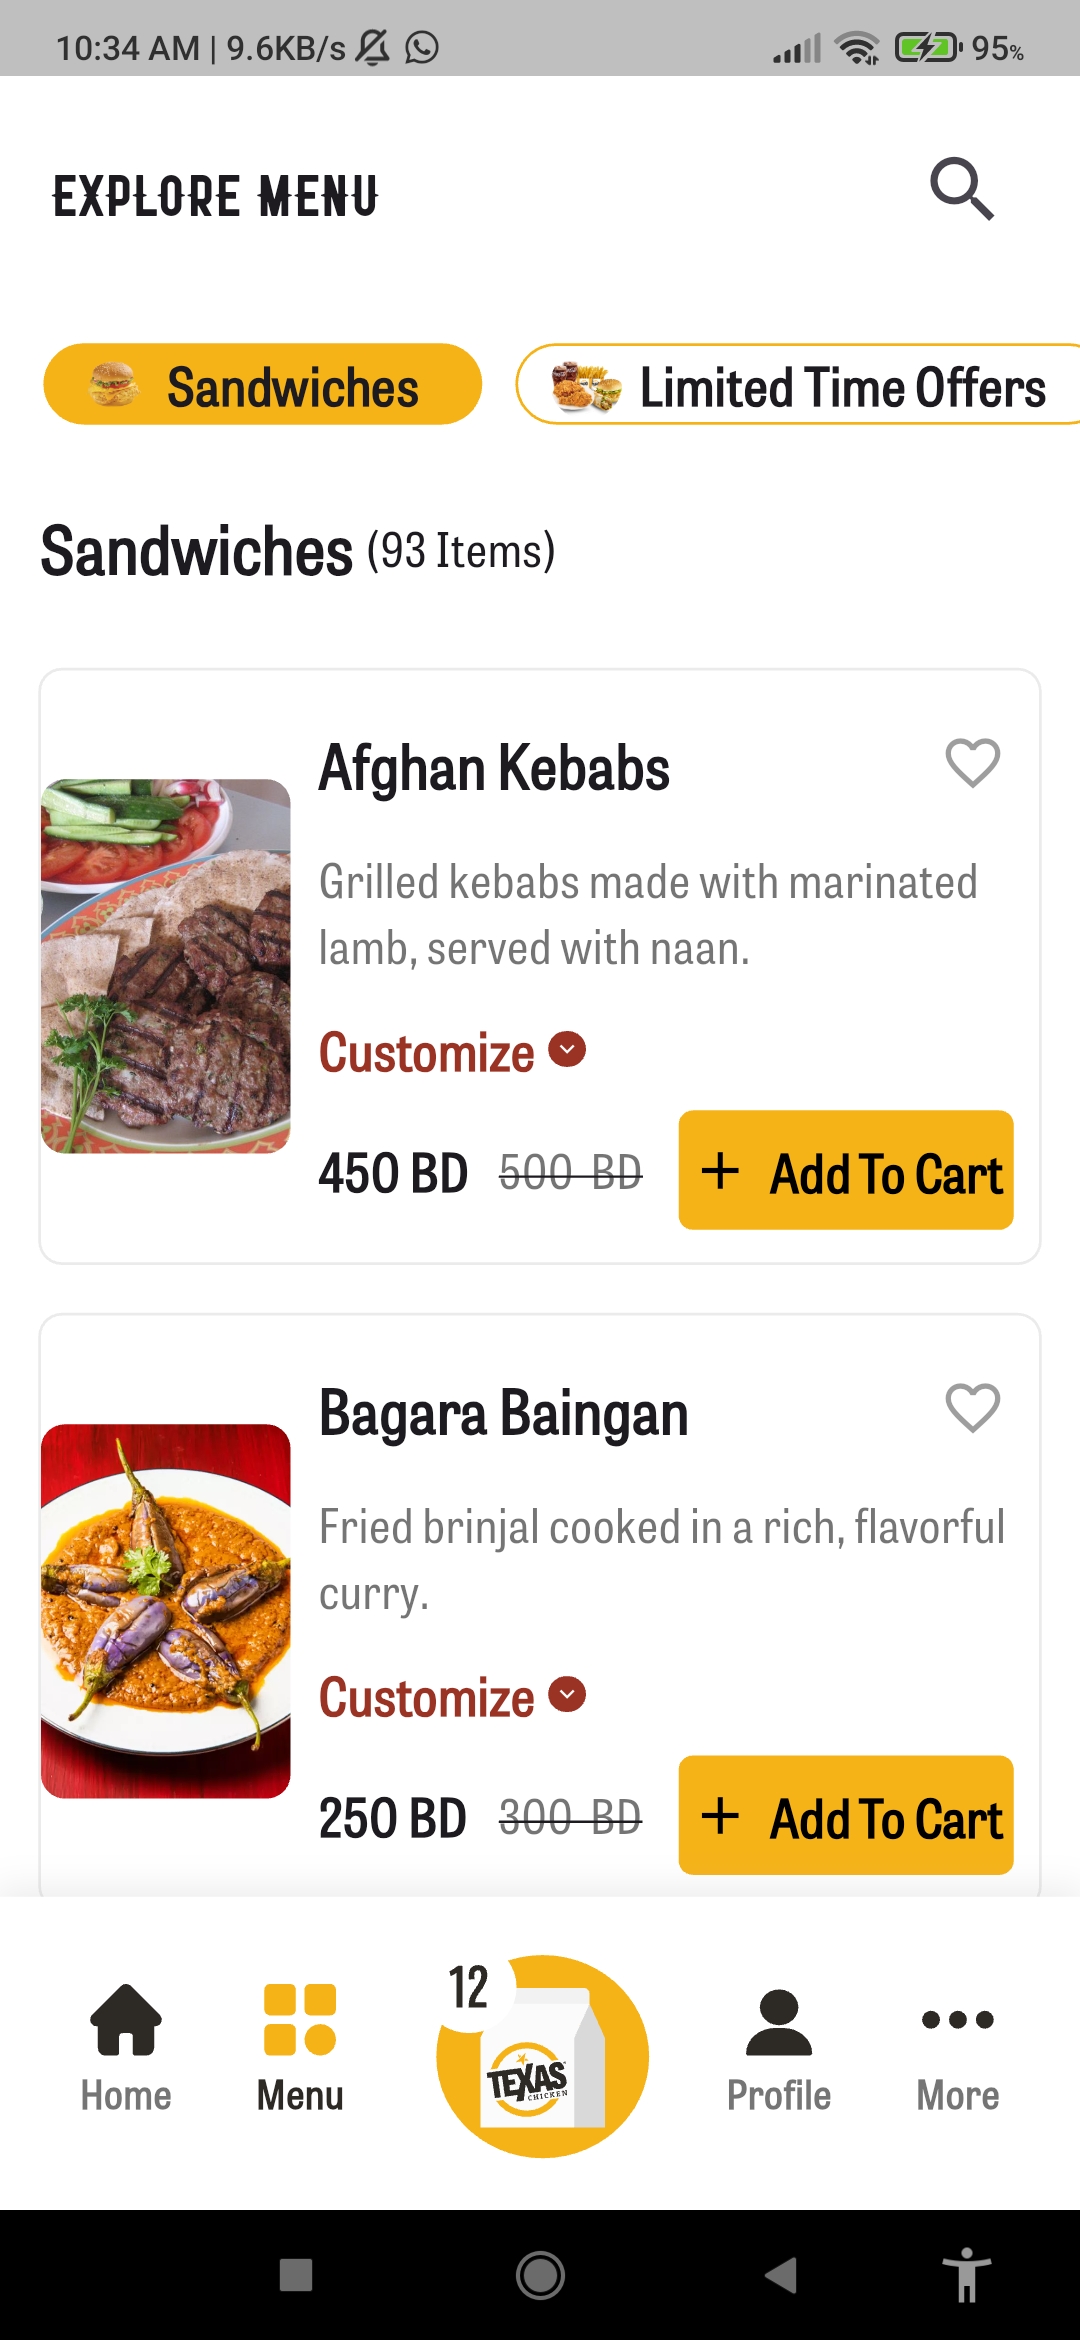 10:34 AM | 9.6KB/s
95%
EXPLORE MENU
Sandwiches
Limited Time Offers
Sandwiches (93 Items)
Afghan Kebabs
Grilled kebabs made with marinated
lamb, served with naan.
Customize
450 BD 500 BD
+ Add To Cart
Bagara Baingan
Fried brinjal cooked in a rich, flavorful
curry.
Customize
250 BD 300 BD
+ Add To Cart
12
TEXAS
CHICKEN
Home
Menu
Profile
More